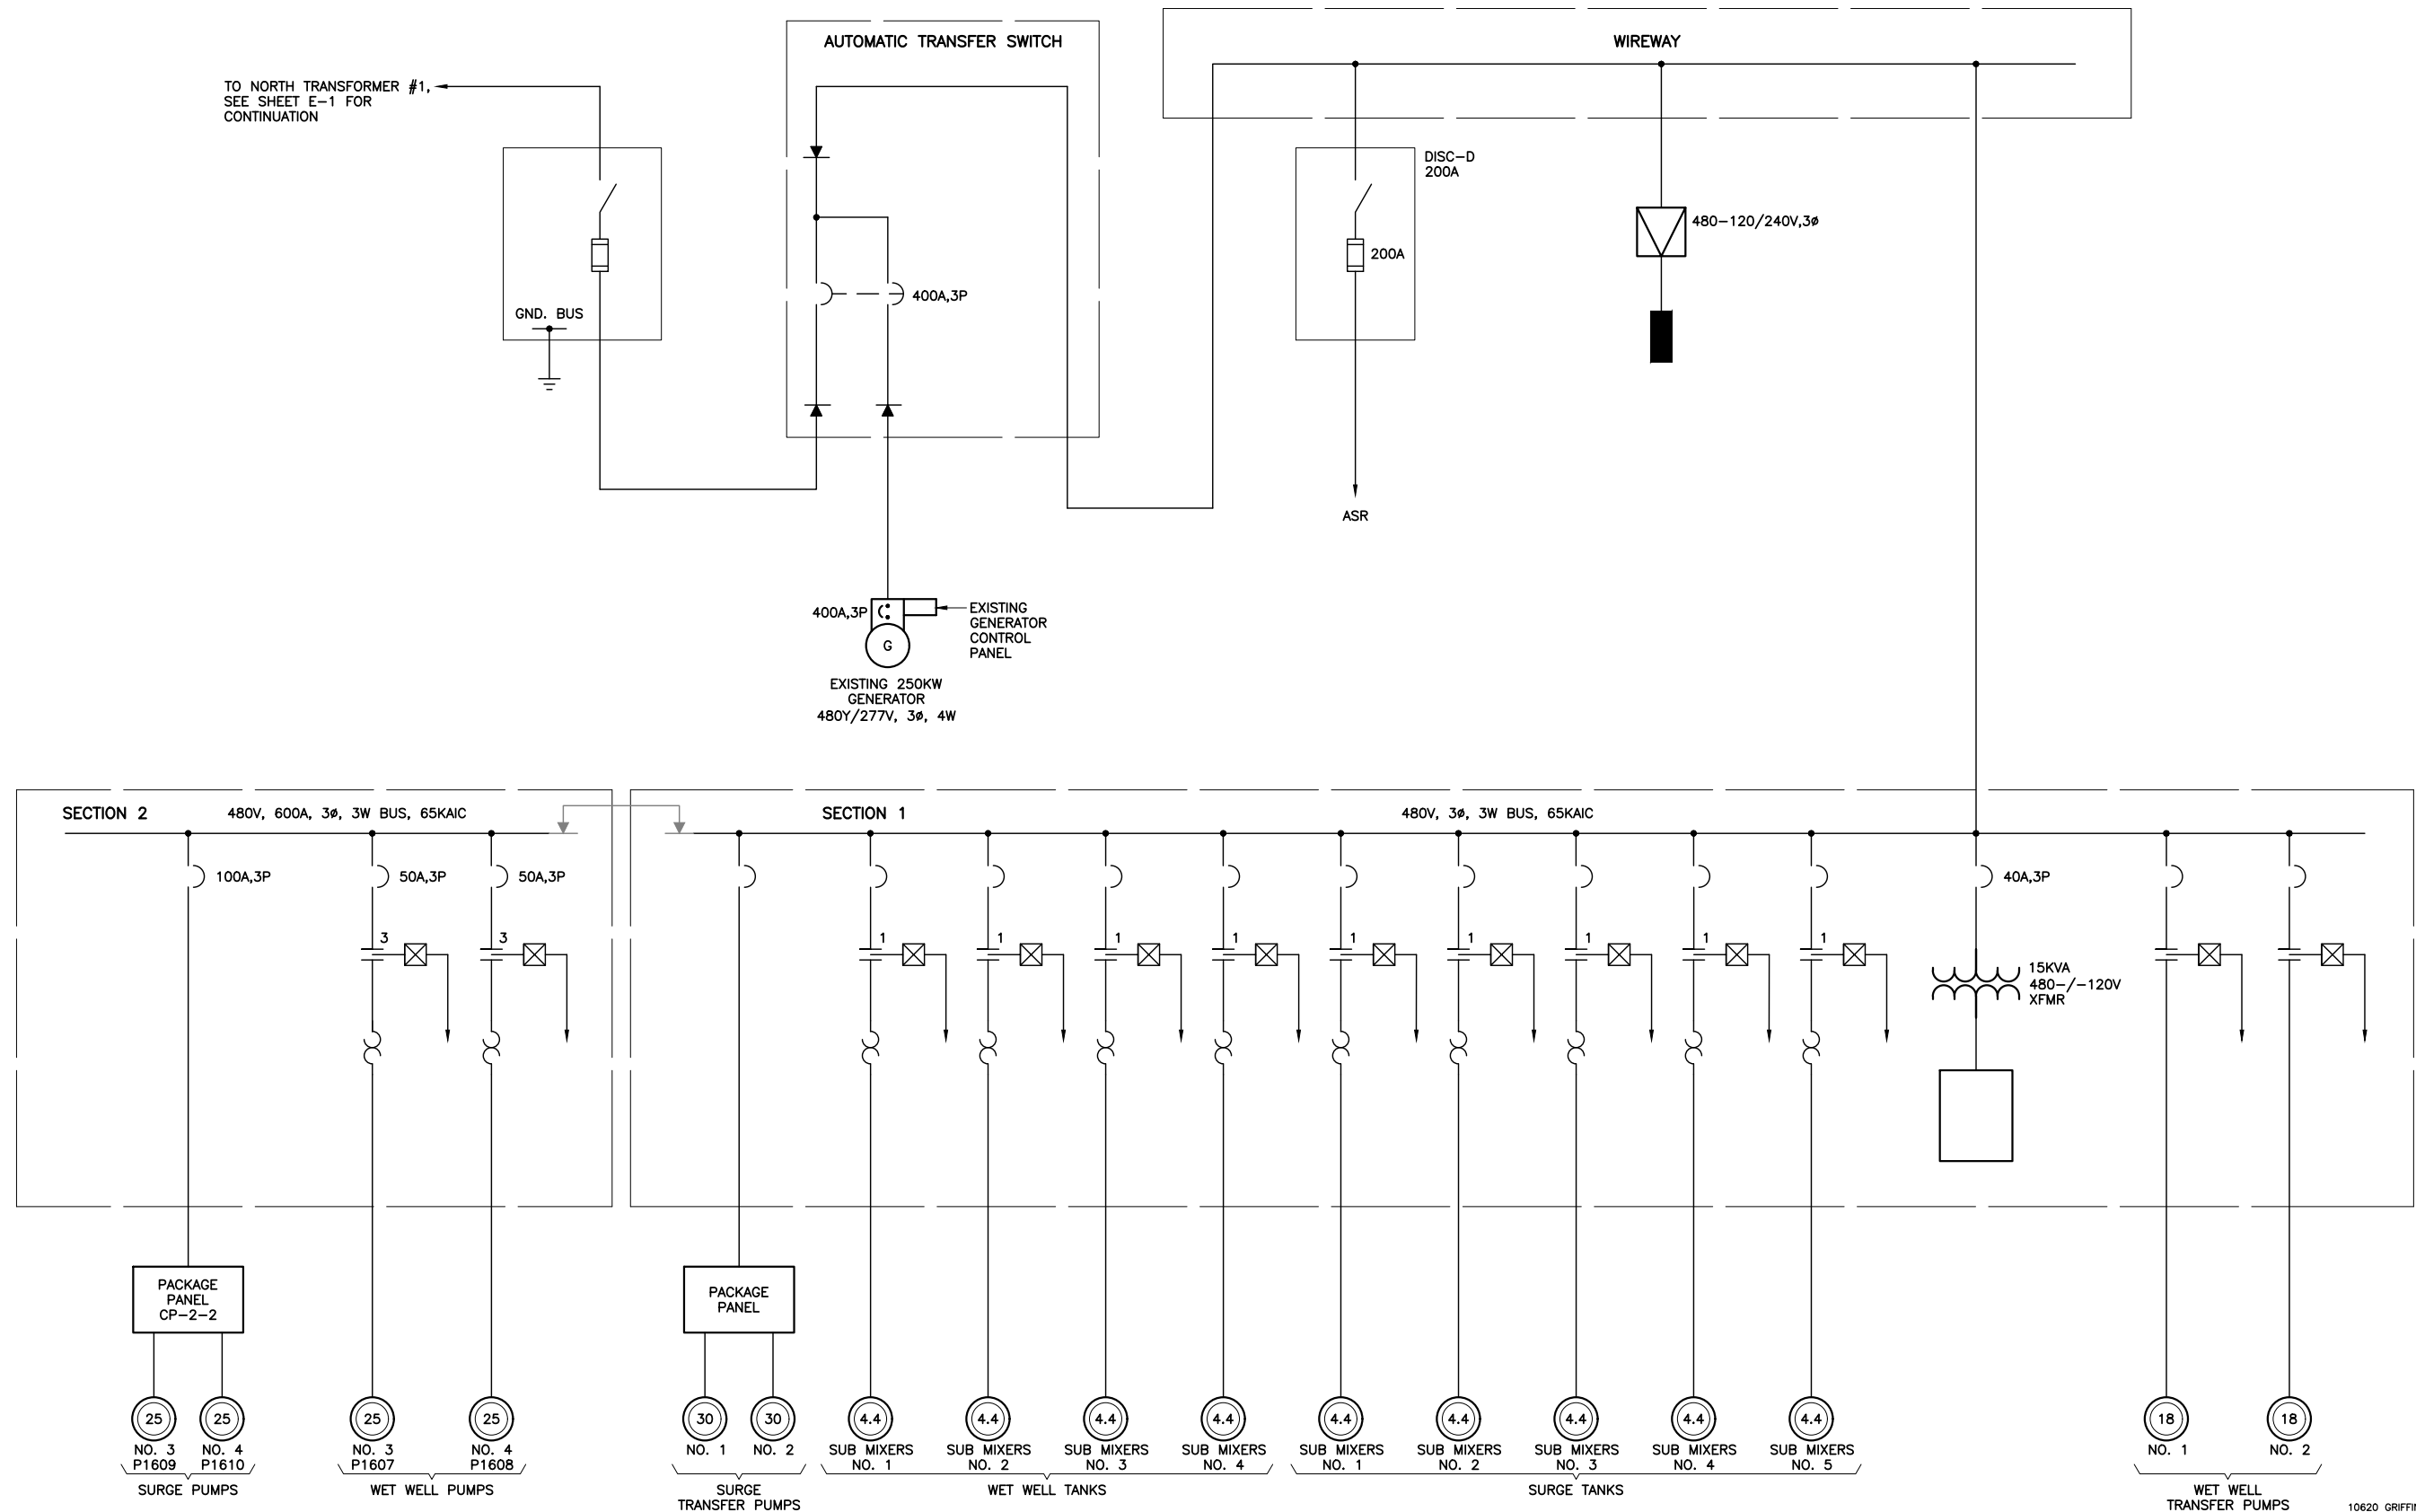 AUTOMATIC TRANSFER SWITCH
WIREWAY
TO NORTH TRANSFORMER #1,
SEE SHEET E-1 FOR
CONTINUATION
DISC-D
200A
480-120/240V,3ø
200A
400A,3P
GND. BUS
ASR
400A,3P
EXISTING
GENERATOR
CONTROL
PANEL
G
EXISTING 250KW
GENERATOR
480Y/277V, 3ø, 4W
SECTION 2
480V, 600A, 3ø, 3W BUS, 65KAIC
SECTION 1
480V, 3ø, 3W BUS, 65KAIC
100A,3P
50A,3P
50A,3P
40A,3P
3
3
1
1
1
1
1
1
1
1
1
15KVA
480-/-120V
XFMR
PACKAGE
PANEL
CP-2-2
PACKAGE
PANEL
25
25
25
25
30
30
4.4
4.4
4.4
4.4
4.4
4.4
4.4
4.4
4.4
18
18
NO. 3
P1609
NO. 4
P1610
SURGE PUMPS
NO. 3
P1607
NO. 4
P1608
WET WELL PUMPS
NO. 1
NO. 2
SURGE
TRANSFER PUMPS
SUB MIXERS
NO. 1
SUB MIXERS
NO. 2
SUB MIXERS
NO. 3
SUB MIXERS
NO. 4
WET WELL TANKS
SUB MIXERS
NO. 1
SUB MIXERS
NO. 2
SUB MIXERS
NO. 3
SUB MIXERS
NO. 4
SUB MIXERS
NO. 5
SURGE TANKS
NO. 1
NO. 2
WET WELL
TRANSFER PUMPS
10620